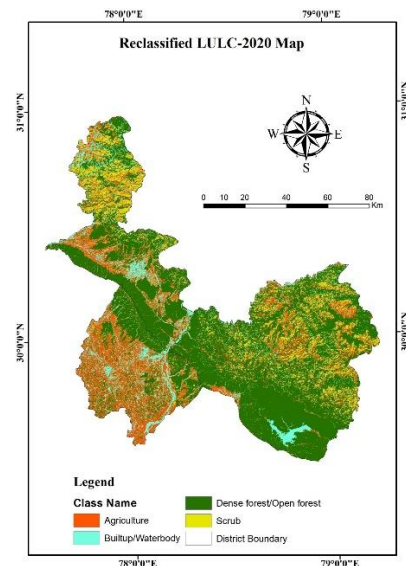 78°0'0"E 79°0'0"E
Reclassified LULC-2020 Map
31°0'0"N
N
W E
S
0 10 20 40 60 80
Km
30°0'0"N
Legend
Class Name
Agriculture
Builtup/Waterbody
Dense forest/Open forest
Scrub
District Boundary
78°0'0"E 79°0'0"E